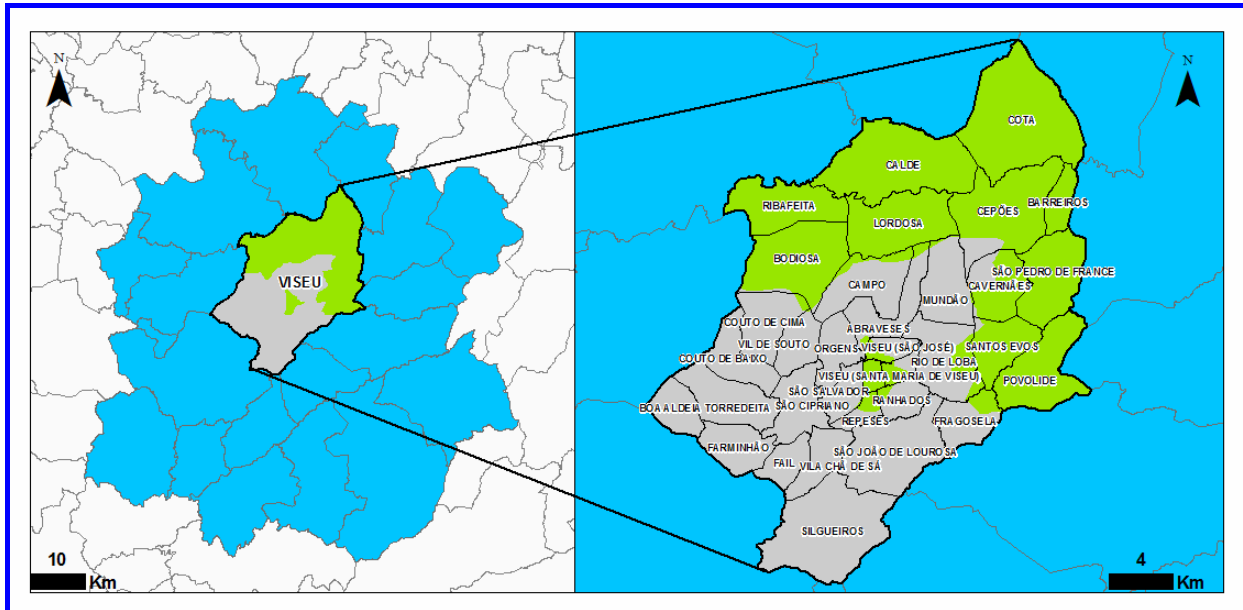 N
VISEU
10
Km
N
COTA
CALDE
RIBAFEITA
BARREIROS
LORDOSA
CEPÕES
BODIOSA
SÃO PEDRO DE FRANCE
CAVERNÃES
CAMPO
MUNDÃO
COUTO DE CIMA
ABRAVESES
VIL DE SOUTO
ORGENS
VISEU (SÃO JOSÉ)
SANTOS EVOS
COUTO DE BAIXO
RIO DE LOBA
VISEU (SANTA MARIA DE VISEU)
POVOLIDE
SÃO SALVADOR
BOA ALDEIA
TORREDEITA
SÃO CIPRIANO
RANHADOS
REPESES
FRAGOSELA
FARMINHÃO
SÃO JOÃO DE LOUROSA
FAIL
VILA CHÃ DE SÁ
SILGUEIROS
4
Km